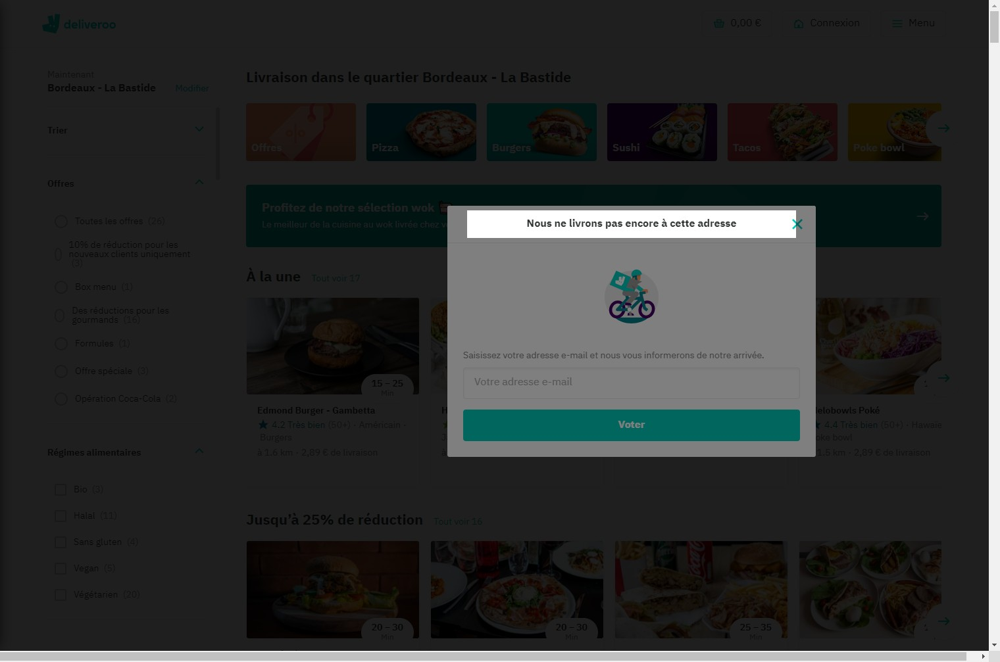 deliveroo
0,00 €
Connexion
Menu
Maintenant
Bordeaux - La Bastide
Modifier
Trier
Offres
Toutes les offres (26)
10% de réduction pour les
nouveaux clients uniquement
(3)
Box menu (1)
Des réductions pour les
gourmands (16)
Formules (1)
Offre spéciale (3)
Opération Coca-Cola (2)
Régimes alimentaires
Bio (3)
Halal (11)
Sans gluten (4)
Vegan (5)
Végétarien (20)
Livraison dans le quartier Bordeaux - La Bastide
Offres
Pizza
Burgers
Sushi
Tacos
Poke bowl
Profitez de notre sélection wok
Le meilleur de la cuisine au wok livrée chez
Nous ne livrons pas encore à cette adresse
Saisissez votre adresse e-mail et nous vous informerons de notre arrivée.
Votre adresse e-mail
Voter
À la une
Tout voir 17
15 – 25
Min
Edmond Burger - Gambetta
4.2 Très bien (50+) · Américain ·
Burgers
à 1.6 km · 2,89 € de livraison
elobowls Poké
4.4 Très bien (50+) · Hawaïe
oke bowl
1.5 km · 2,89 € de livraison
Jusqu’à 25% de réduction
Tout voir 16
20 – 30
Min
20 – 30
Min
25 – 35
Min